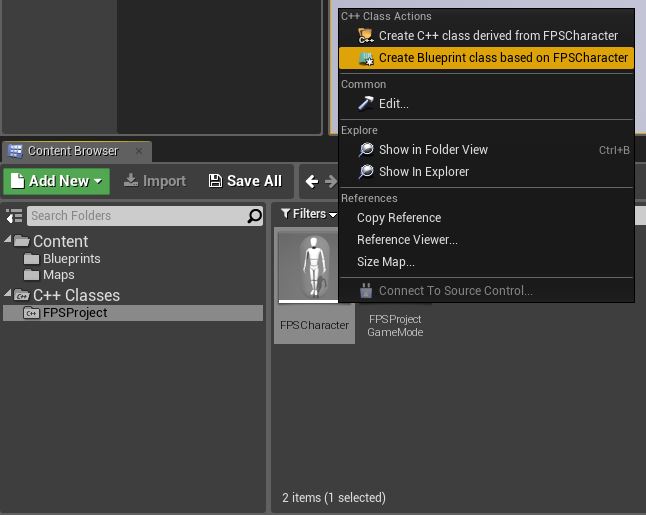 C++ Class Actions
Create C++ class derived from FPSCharacter
Create Blueprint class based on FPSCharacter
Common
Edit...
Explore
Show in Folder View Ctrl+B
Show In Explorer
References
Copy Reference
Reference Viewer...
Size Map...
Connect To Source Control...
Content Browser
Add New Import Save All
Search Folders
Filters
Content
Blueprints
Maps
C++ Classes
FPSProject
FPSCharacter
FPSProject
GameMode
2 items (1 selected)